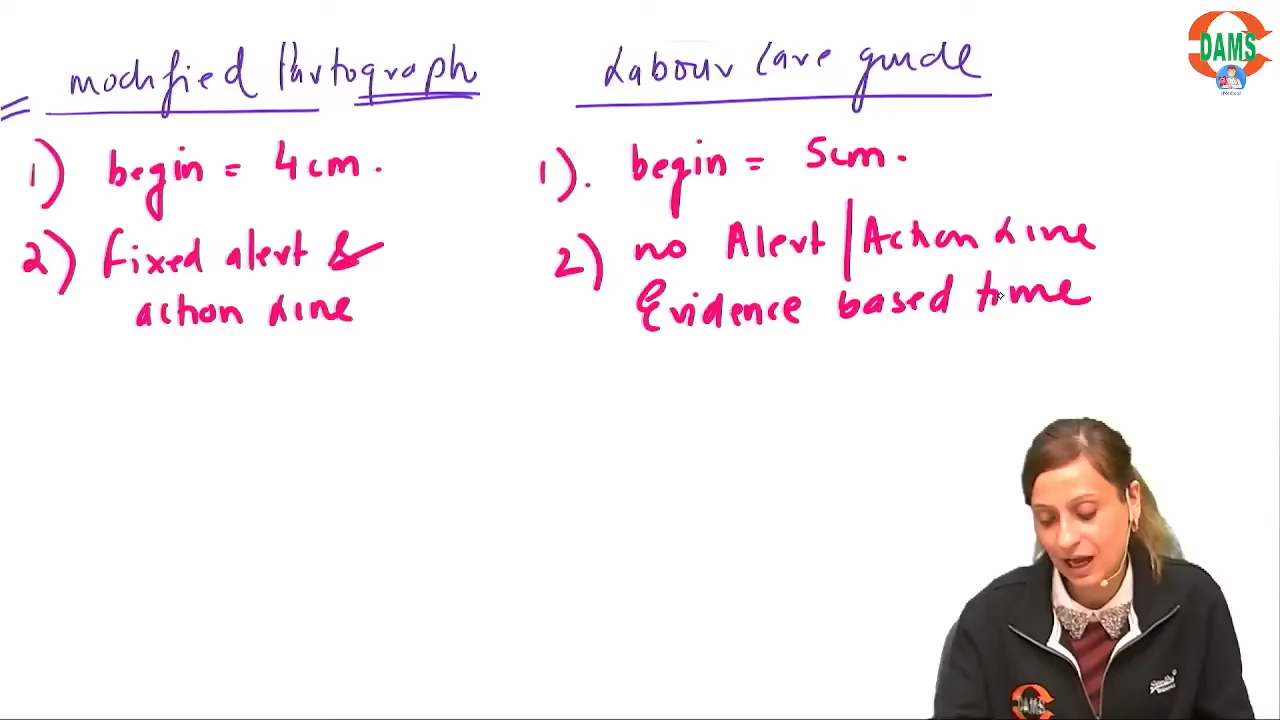 modified Partograph
Labour Care guide
1) begin = 4cm.
2) fixed alert &
action line
1). begin = 5cm.
2) no Alert/Action line
Evidence based time
DAMS
DAMS